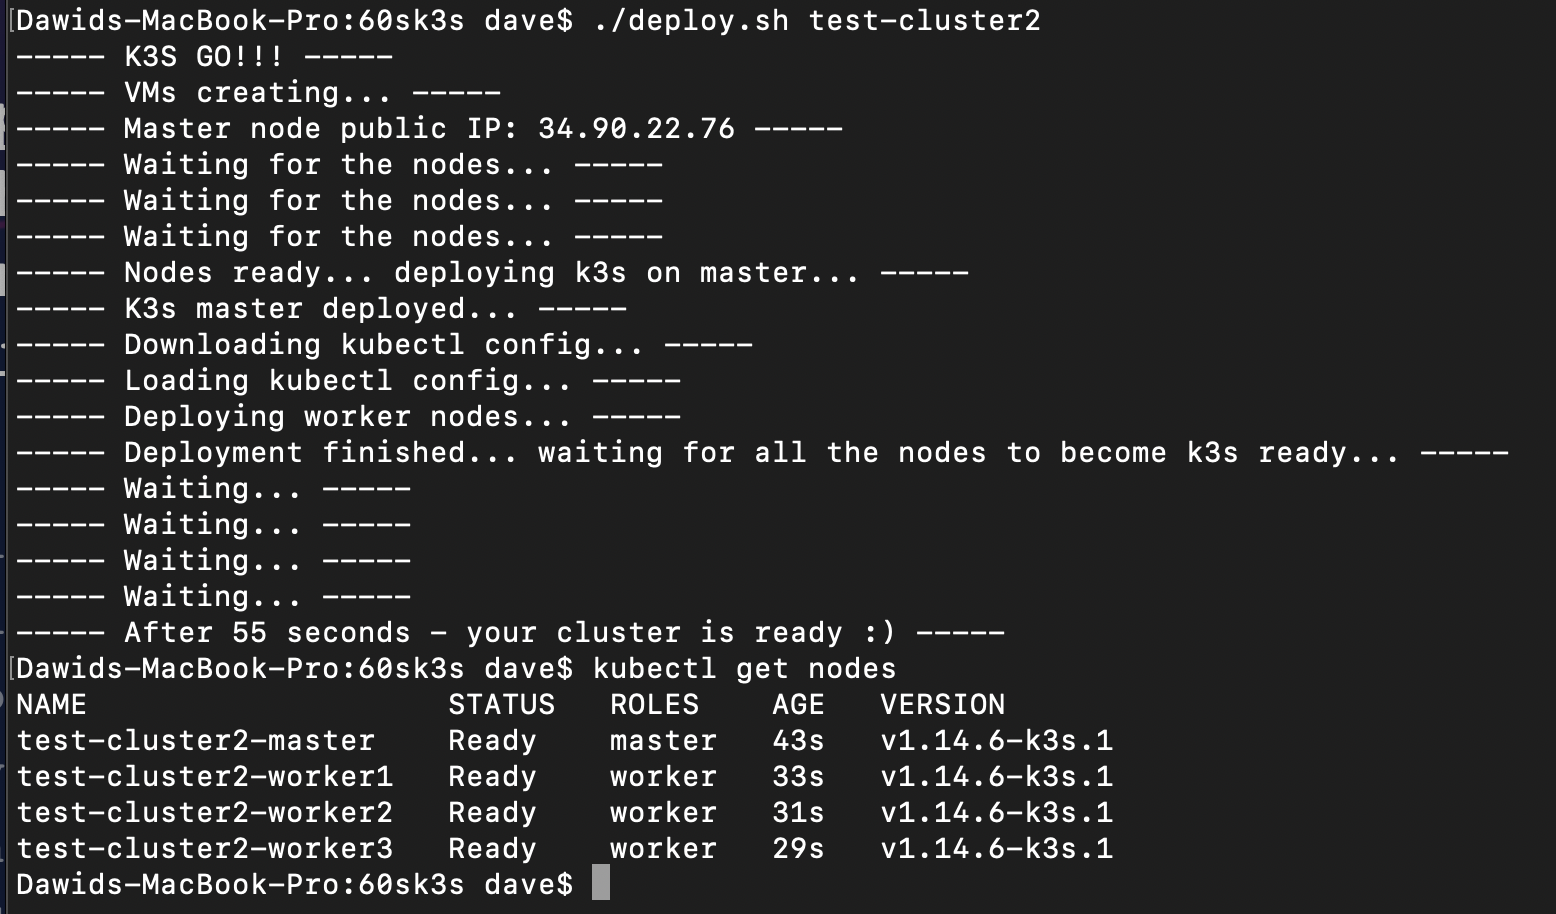 [Dawids-MacBook-Pro:60sk3s dave$ ./deploy.sh test-cluster2
----- K3S GO!!! -----
----- VMs creating... -----
----- Master node public IP: 34.90.22.76 -----
----- Waiting for the nodes... -----
----- Waiting for the nodes... -----
----- Waiting for the nodes... -----
----- Nodes ready... deploying k3s on master... -----
----- K3s master deployed... -----
----- Downloading kubectl config... -----
----- Loading kubectl config... -----
----- Deploying worker nodes... -----
----- Deployment finished... waiting for all the nodes to become k3s ready... -----
----- Waiting... -----
----- Waiting... -----
----- Waiting... -----
----- Waiting... -----
----- After 55 seconds - your cluster is ready :) -----
[Dawids-MacBook-Pro:60sk3s dave$ kubectl get nodes
NAME                    STATUS   ROLES    AGE   VERSION
test-cluster2-master    Ready    master   43s   v1.14.6-k3s.1
test-cluster2-worker1   Ready    worker   33s   v1.14.6-k3s.1
test-cluster2-worker2   Ready    worker   31s   v1.14.6-k3s.1
test-cluster2-worker3   Ready    worker   29s   v1.14.6-k3s.1
Dawids-MacBook-Pro:60sk3s dave$